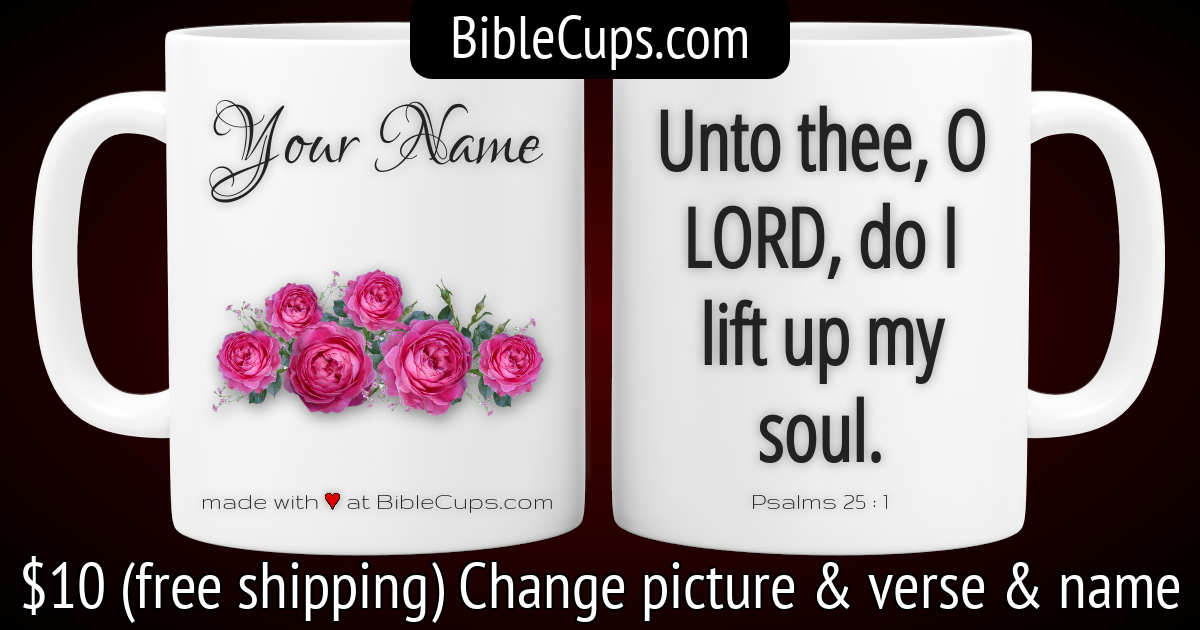 BibleCups.com
Your Name
made with ♥ at BibleCups.com
Unto thee, O
LORD, do I
lift up my
soul.
Psalms 25 : 1
$10 (free shipping) Change picture & verse & name